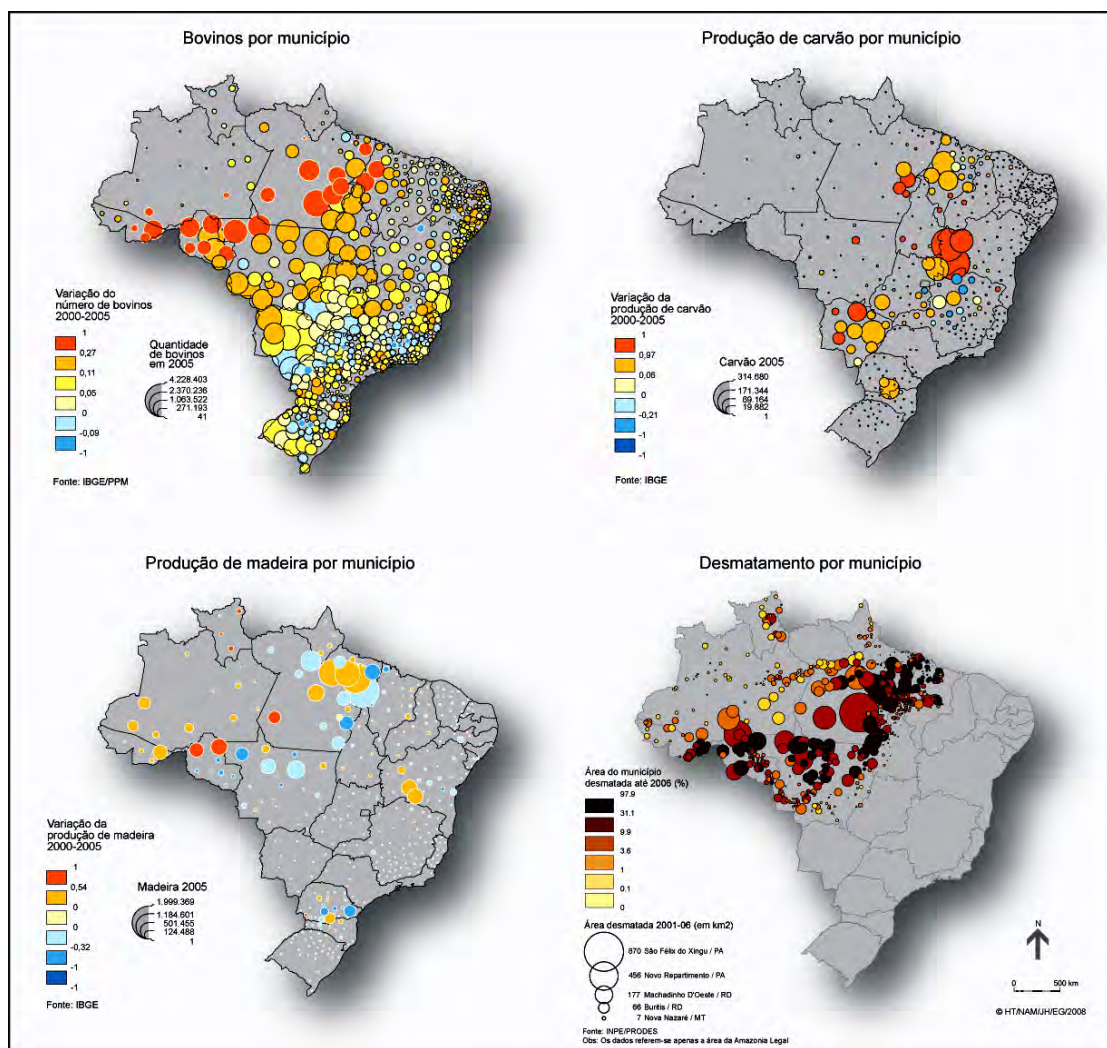 Bovinos por município
Variação do
número de bovinos
2000-2005
1
0,27
0,11
0,05
0
-0,09
-1
Quantidade
de bovinos
em 2005
4.228.403
2.370.236
1.063.522
271.193
41
Fonte: IBGE/PPM
Produção de carvão por município
Variação da
produção de carvão
2000-2005
1
0,97
0,06
0
-0,21
-1
-1
Carvão 2005
314.680
171.344
69.164
19.882
1
Fonte: IBGE
Produção de madeira por município
Variação da
produção de madeira
2000-2005
1
0,54
0
0
-0,32
-1
-1
Madeira 2005
1.999.369
1.184.601
501.455
124.488
1
Fonte: IBGE
Desmatamento por município
Área do município
desmatada até 2006 (%)
97.9
31.1
9.9
3.6
1
0.1
0
Área desmatada 2001-06 (em km2)
870 São Félix do Xingu / PA
456 Novo Repartimento / PA
177 Machadinho D'Oeste / RD
66 Buritis / RD
7 Nova Nazaré / MT
Fonte: INPE/PRODES
Obs: Os dados referem-se apenas a área da Amazonia Legal
N
0 500 km
© HT/NAM/JH/EG/2008